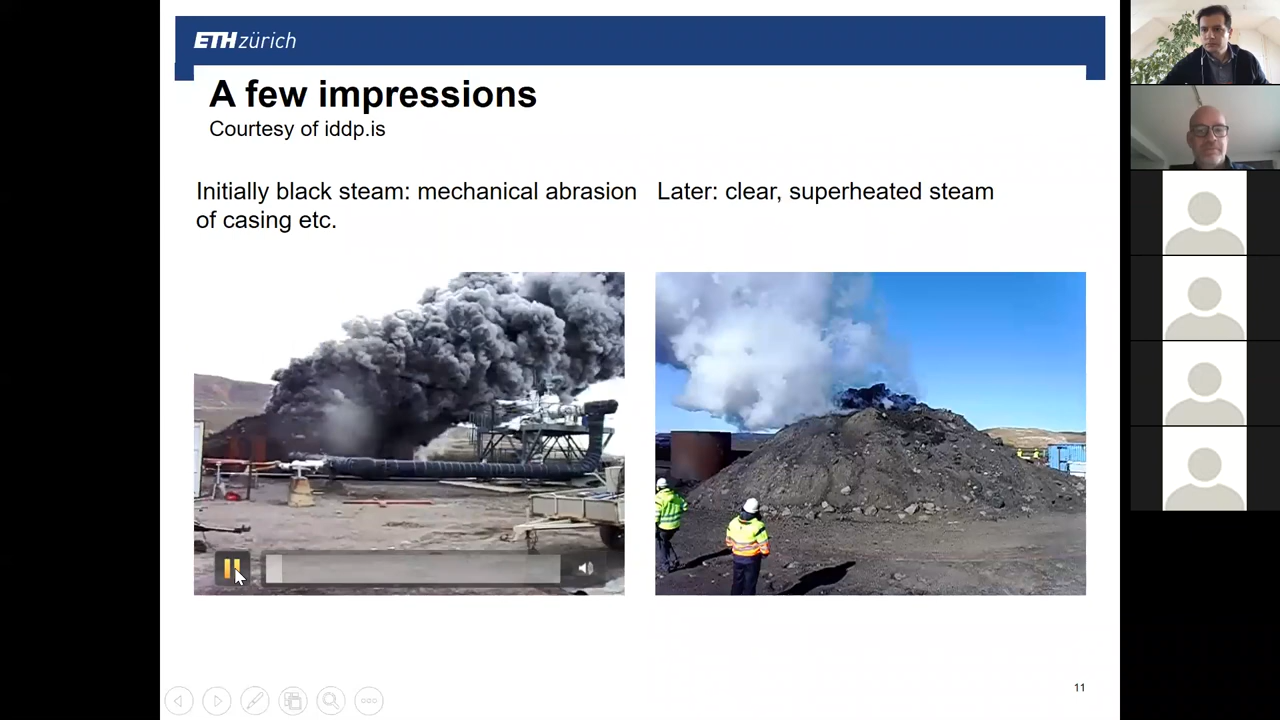 ETH zürich
A few impressions
Courtesy of iddp.is
Initially black steam: mechanical abrasion
of casing etc.
Later: clear, superheated steam
11